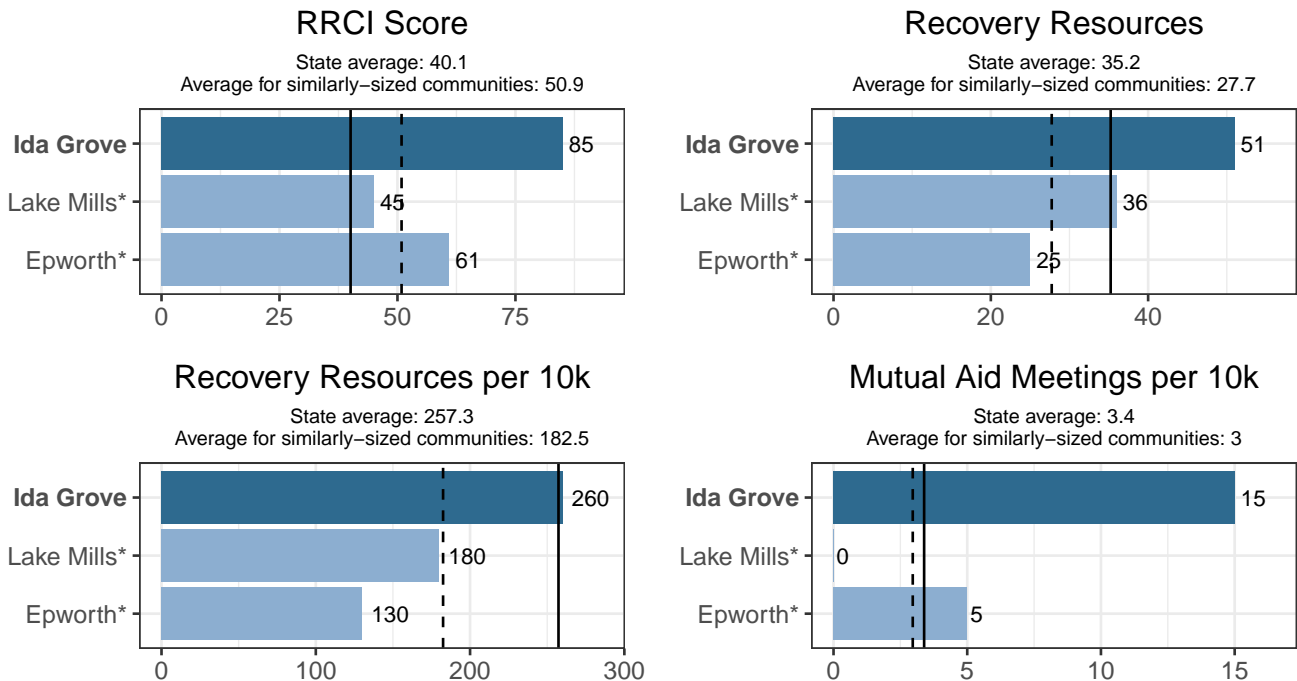 RRCI Score
State average: 40.1
Average for similarly−sized communities: 50.9
Ida Grove
85
Lake Mills*
45
Epworth*
61
0 25 50 75
Recovery Resources
State average: 35.2
Average for similarly−sized communities: 27.7
Ida Grove
51
Lake Mills*
36
Epworth*
25
0 20 40
Recovery Resources per 10k
State average: 257.3
Average for similarly−sized communities: 182.5
Ida Grove
260
Lake Mills*
180
Epworth*
130
0 100 200 300
Mutual Aid Meetings per 10k
State average: 3.4
Average for similarly−sized communities: 3
Ida Grove
15
Lake Mills*
0
Epworth*
5
0 5 10 15